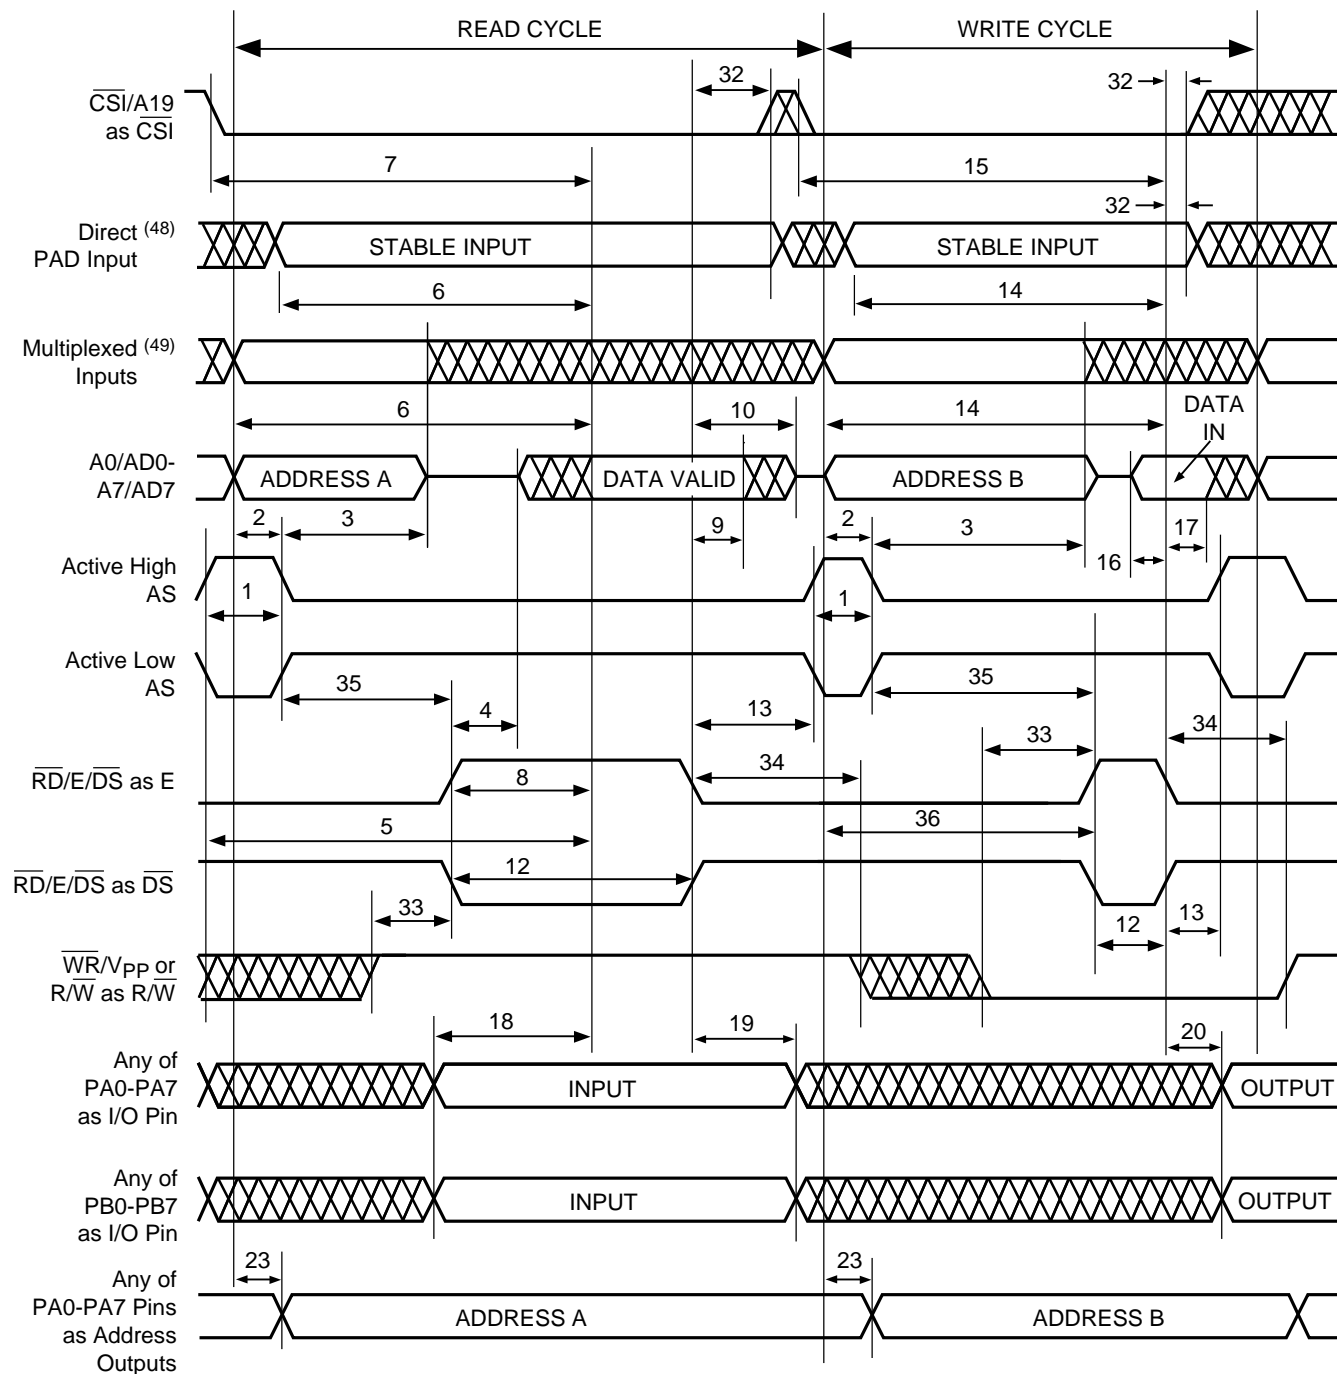 READ CYCLE
WRITE CYCLE
32
32
CSI/A19
as CSI
7
15
32
Direct (48)
PAD Input
STABLE INPUT
STABLE INPUT
6
14
Multiplexed (49)
Inputs
6
10
14
DATA
IN
A0/AD0-
A7/AD7
ADDRESS A
DATA VALID
ADDRESS B
2
3
9
2
3
17
16
Active High
AS
1
1
Active Low
AS
35
35
4
13
34
33
RD/E/DS as E
8
34
5
36
RD/E/DS as DS
12
33
12
13
WR/VPP or
R/W as R/W
18
19
20
Any of
PA0-PA7
as I/O Pin
INPUT
OUTPUT
Any of
PB0-PB7
as I/O Pin
INPUT
OUTPUT
23
23
Any of
PA0-PA7 Pins
as Address
Outputs
ADDRESS A
ADDRESS B